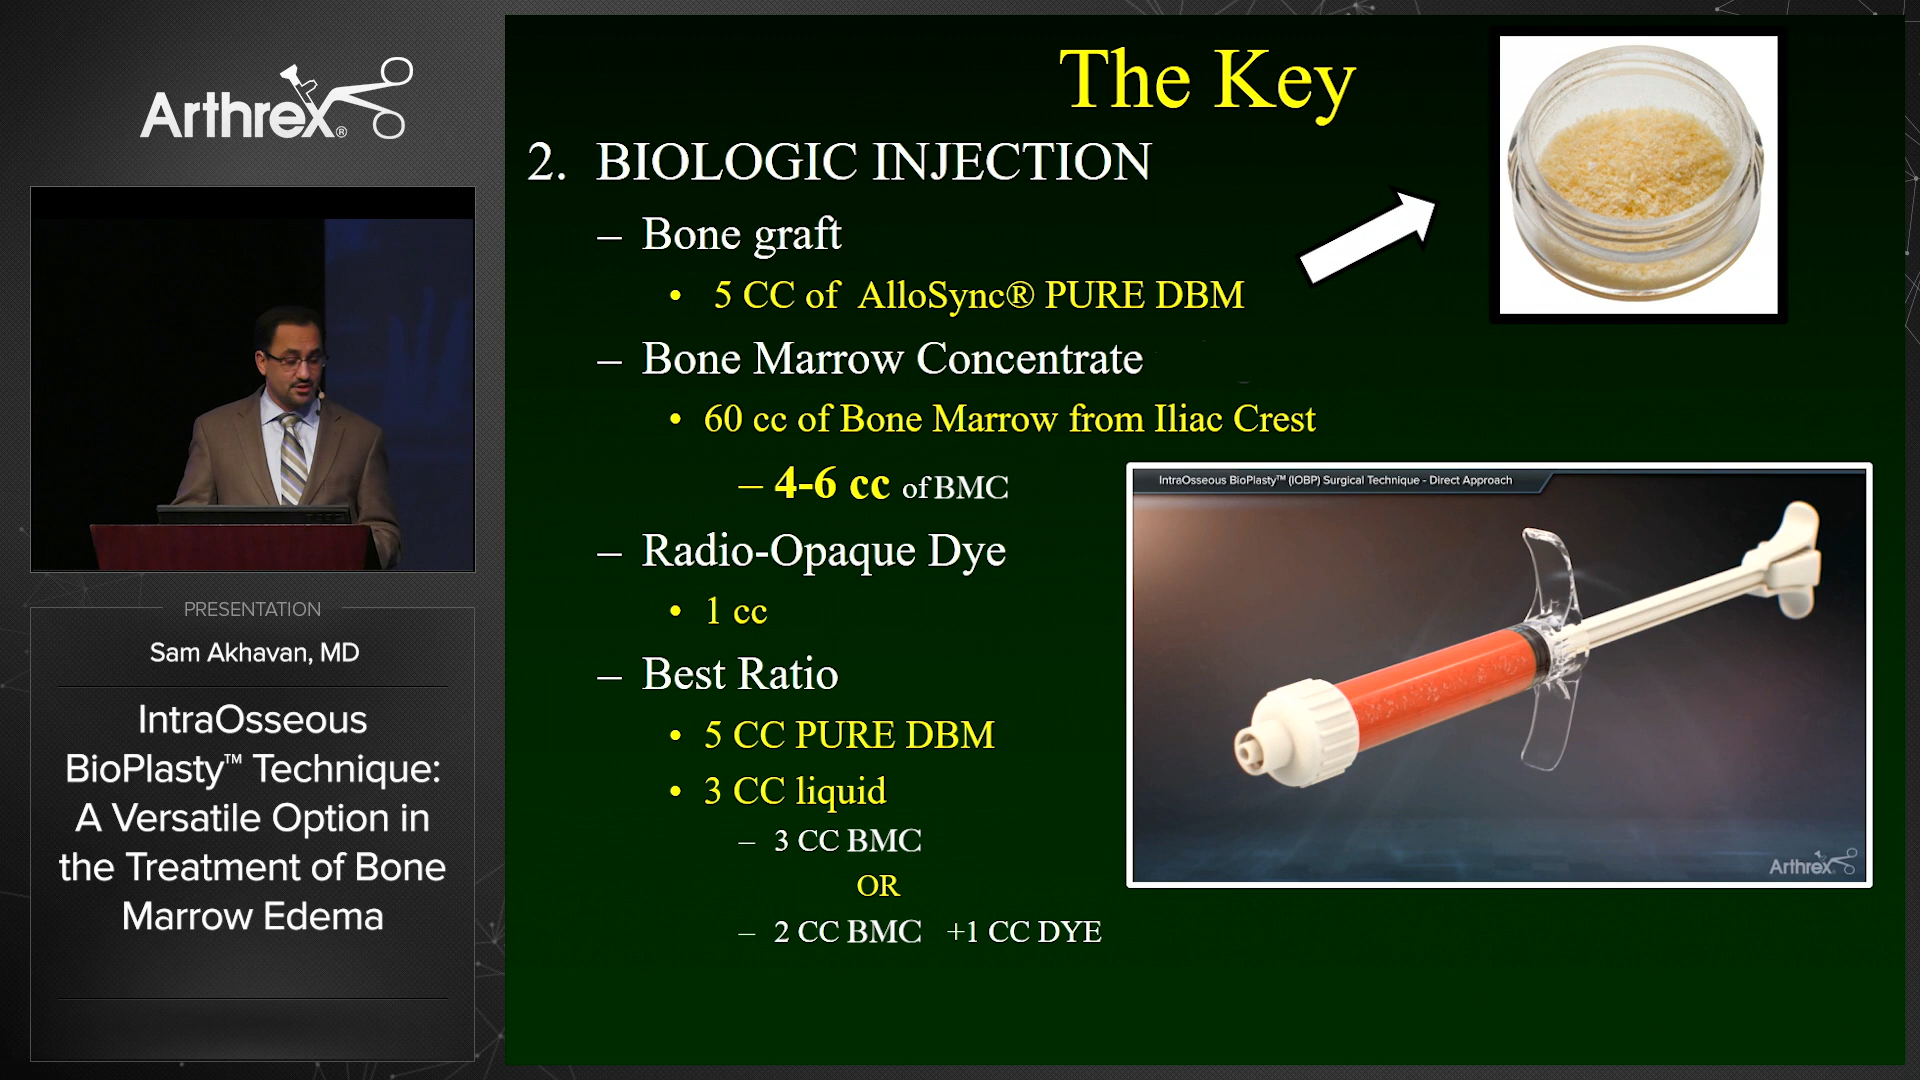 Arthrex®
PRESENTATION
Sam Akhavan, MD
IntraOsseous
BioPlasty™ Technique:
A Versatile Option in
the Treatment of Bone
Marrow Edema
The Key
2. BIOLOGIC INJECTION
– Bone graft
• 5 CC of AlloSync® PURE DBM
– Bone Marrow Concentrate
• 60 cc of Bone Marrow from Iliac Crest
– 4-6 cc of BMC
– Radio-Opaque Dye
• 1 cc
– Best Ratio
• 5 CC PURE DBM
• 3 CC liquid
– 3 CC BMC
OR
– 2 CC BMC +1 CC DYE
IntraOsseous BioPlasty™ (IOBP) Surgical Technique - Direct Approach
Arthrex